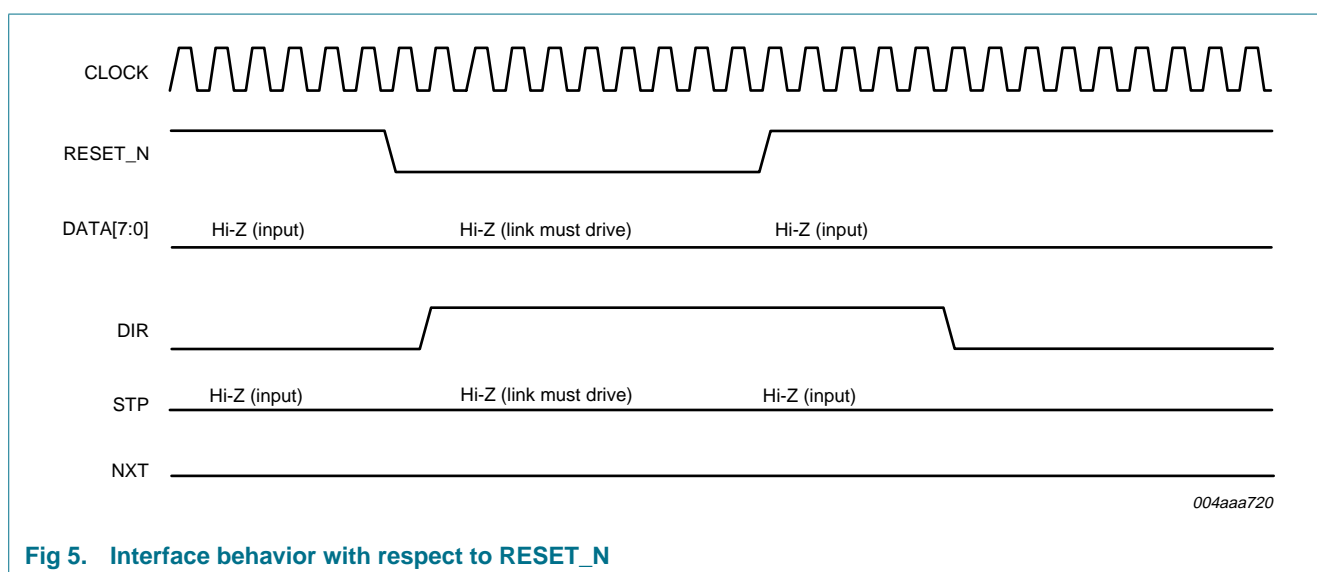 CLOCK
RESET_N
DATA[7:0] Hi-Z (input) Hi-Z (link must drive) Hi-Z (input)
DIR
STP Hi-Z (input) Hi-Z (link must drive) Hi-Z (input)
NXT
004aaa720
Fig 5. Interface behavior with respect to RESET_N